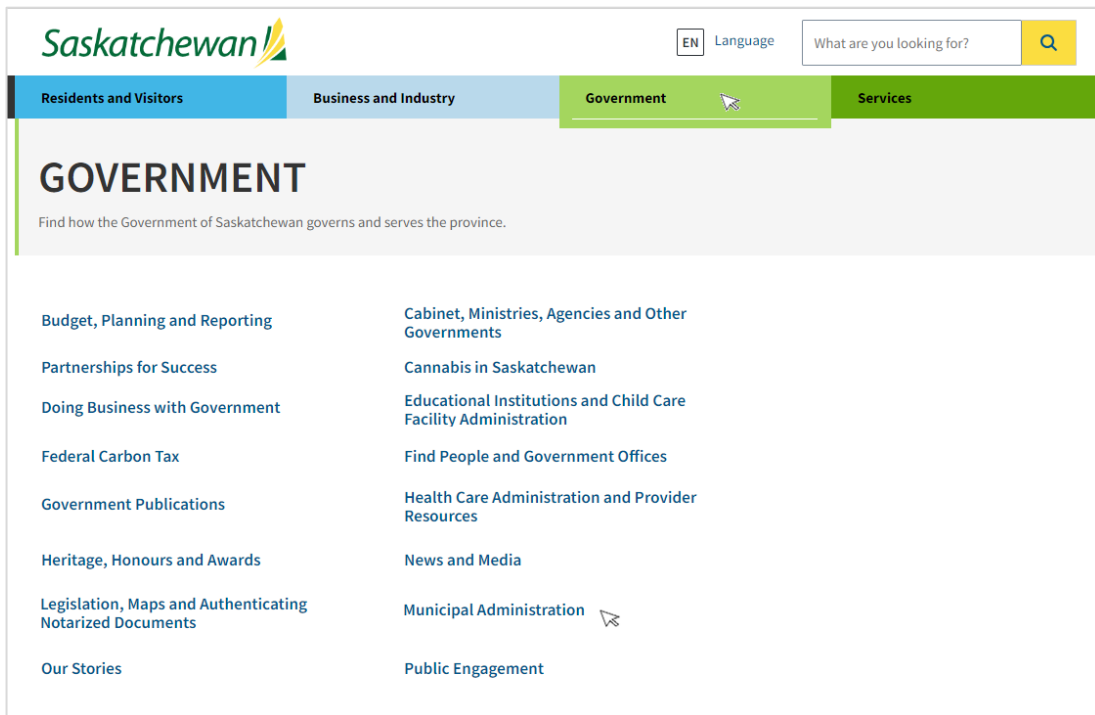 Saskatchewan
EN Language
What are you looking for?
Residents and Visitors
Business and Industry
Government
Services
GOVERNMENT
Find how the Government of Saskatchewan governs and serves the province.
Budget, Planning and Reporting
Cabinet, Ministries, Agencies and Other
Governments
Partnerships for Success
Cannabis in Saskatchewan
Doing Business with Government
Educational Institutions and Child Care
Facility Administration
Federal Carbon Tax
Find People and Government Offices
Government Publications
Health Care Administration and Provider
Resources
Heritage, Honours and Awards
News and Media
Legislation, Maps and Authenticating
Notarized Documents
Municipal Administration
Our Stories
Public Engagement